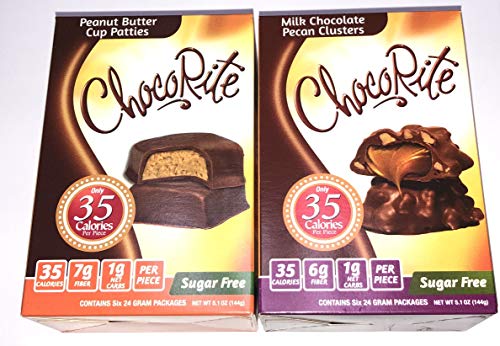 Peanut Butter
Cup Patties
ChocoRite
Only
35
Calories
Per Piece
35
CALORIES
7g
FIBER
1g
NET
CARBS
PER
PIECE
Sugar Free
CONTAINS Six 24 GRAM PACKAGES NET WT 5.1 OZ (144g)
Milk Chocolate
Pecan Clusters
ChocoRite
Only
35
Calories
Per Piece
35
CALORIES
6g
FIBER
1g
NET
CARBS
PER
PIECE
Sugar Free
CONTAINS Six 24 GRAM PACKAGES NET WT 5.1 OZ (144g)